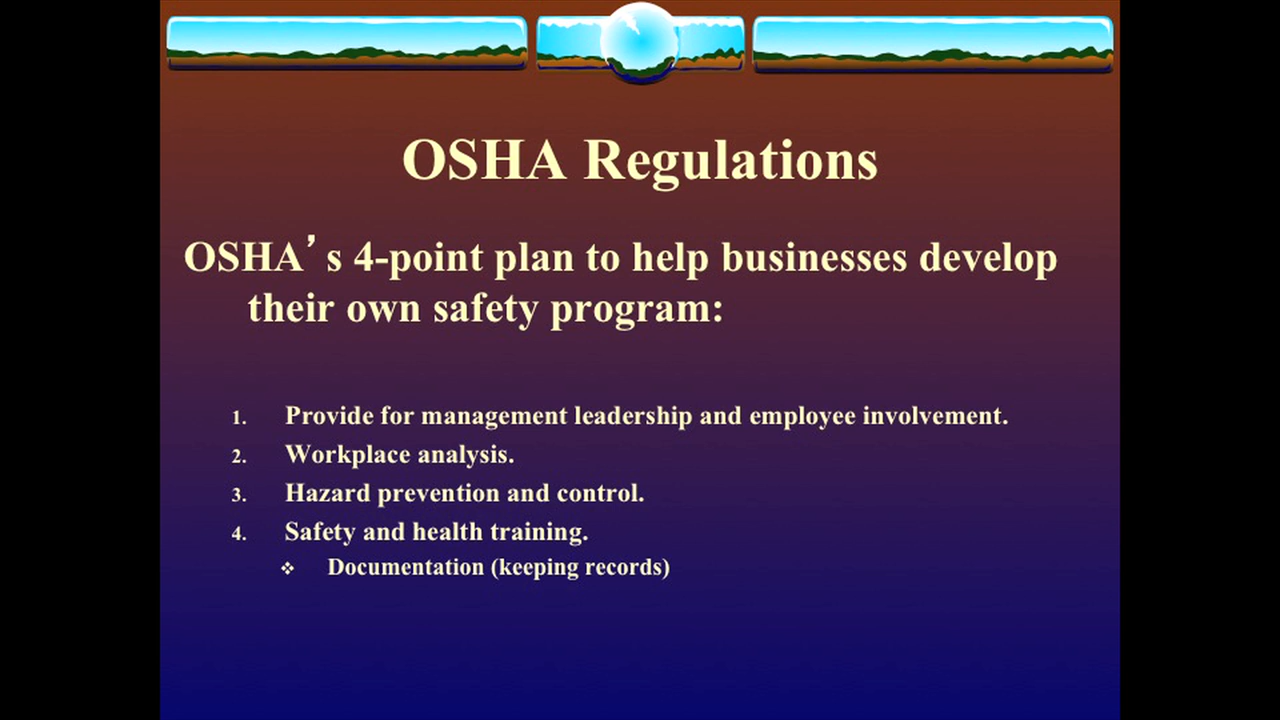 OSHA Regulations
OSHA’s 4-point plan to help businesses develop
their own safety program:
1. Provide for management leadership and employee involvement.
2. Workplace analysis.
3. Hazard prevention and control.
4. Safety and health training.
❖ Documentation (keeping records)